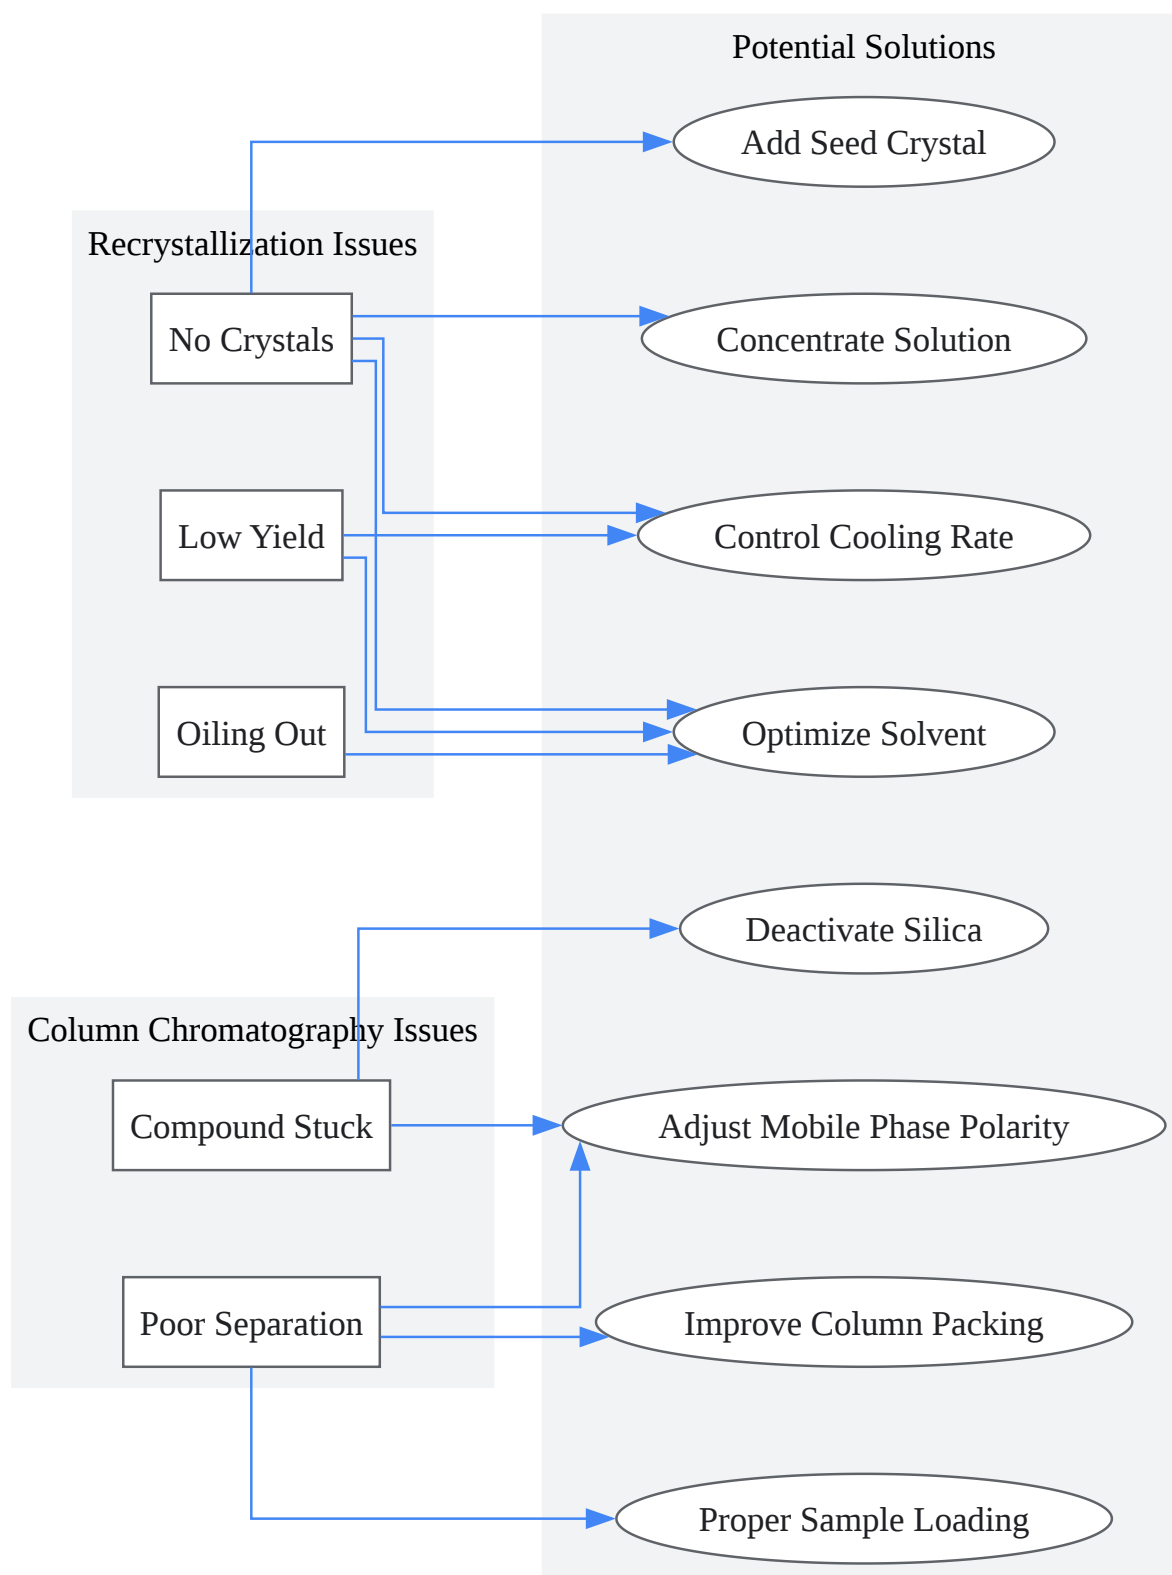 Potential Solutions
Add Seed Crystal
Recrystallization Issues
No Crystals
Concentrate Solution
Low Yield
Control Cooling Rate
Oiling Out
Optimize Solvent
Deactivate Silica
Column Chromatography Issues
Compound Stuck
Adjust Mobile Phase Polarity
Poor Separation
Improve Column Packing
Proper Sample Loading